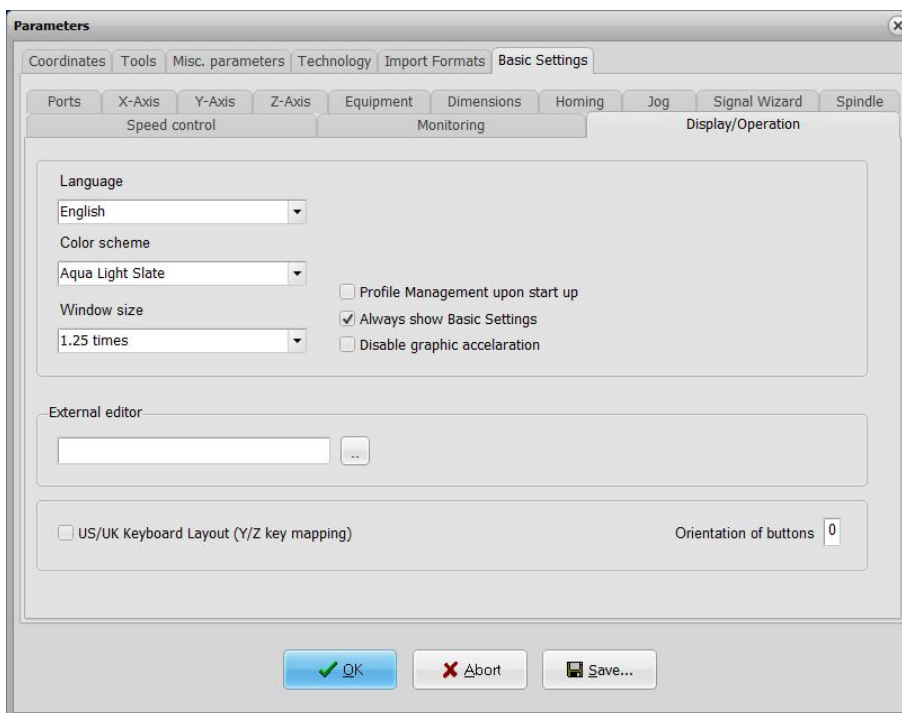 Parameters
Coordinates Tools Misc. parameters Technology Import Formats Basic Settings
Ports X-Axis Y-Axis Z-Axis Equipment Dimensions Homing Jog Signal Wizard Spindle
Speed control Monitoring Display/Operation
Language
English
Color scheme
Aqua Light Slate
Profile Management upon start up
Window size
Always show Basic Settings
1.25 times
Disable graphic accelaration
External editor
..
US/UK Keyboard Layout (Y/Z key mapping) Orientation of buttons 0
OK Abort Save...